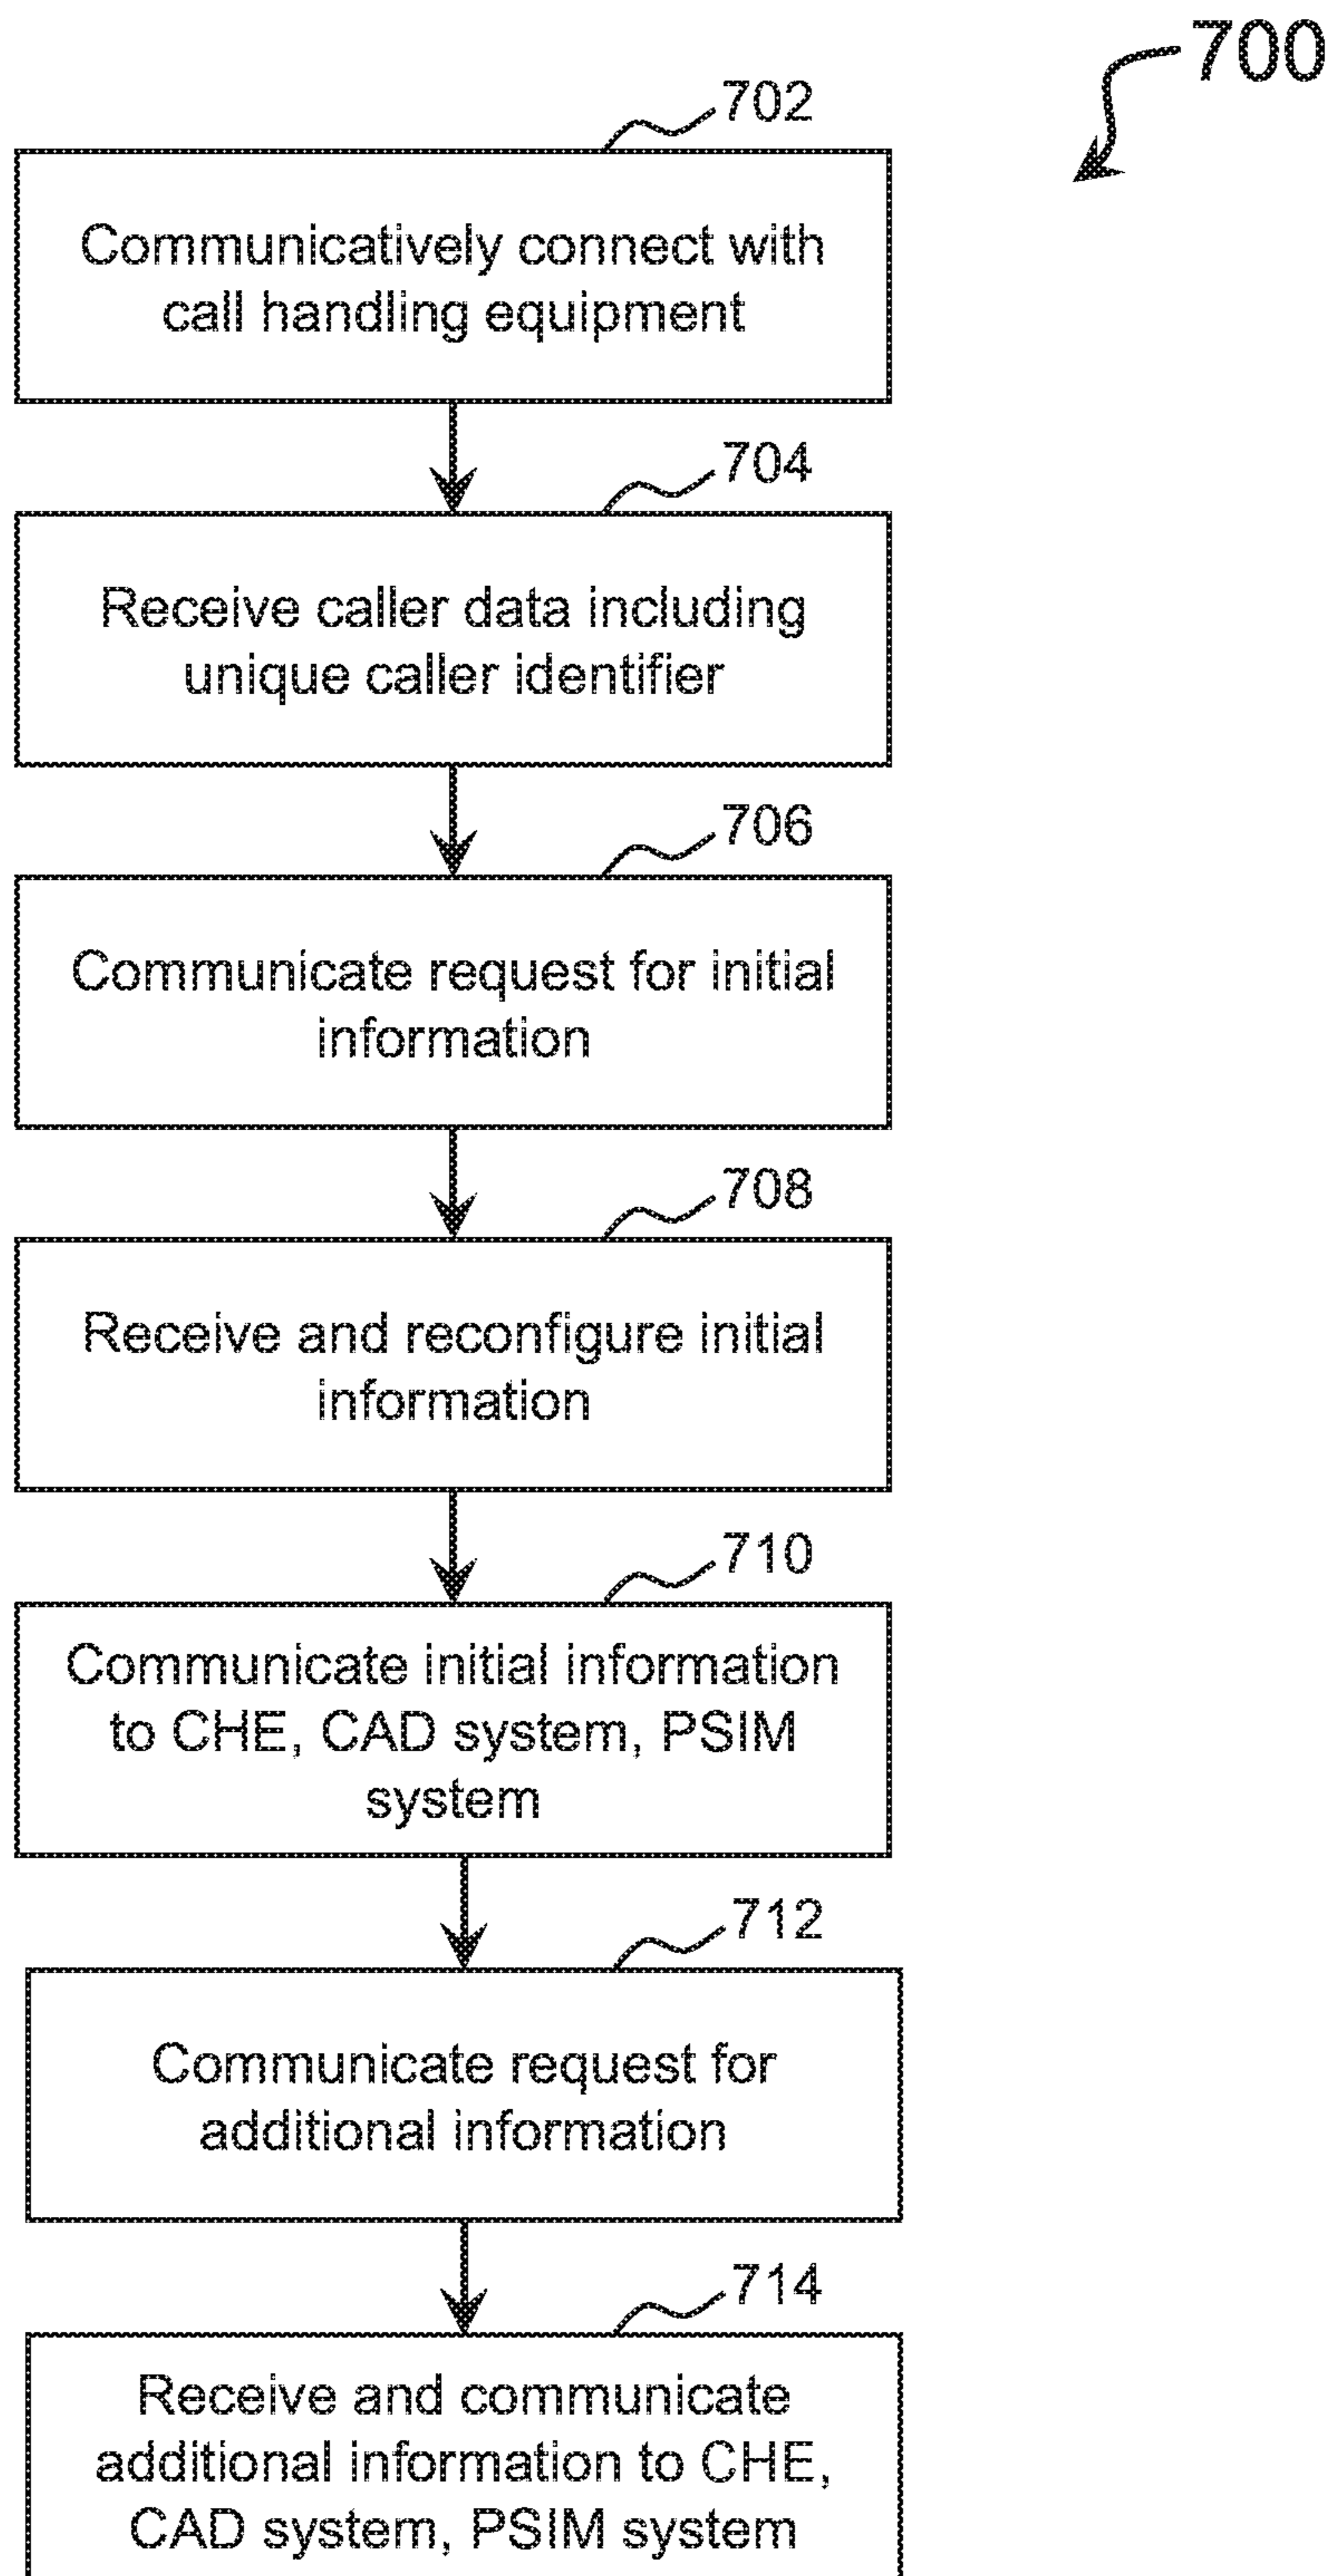 700
702
Communicatively connect with
call handling equipment
704
Receive caller data including
unique caller identifier
706
Communicate request for initial
information
708
Receive and reconfigure initial
information
710
Communicate initial information
to CHE, CAD system, PSIM
system
712
Communicate request for
additional information
714
Receive and communicate
additional information to CHE,
CAD system, PSIM system